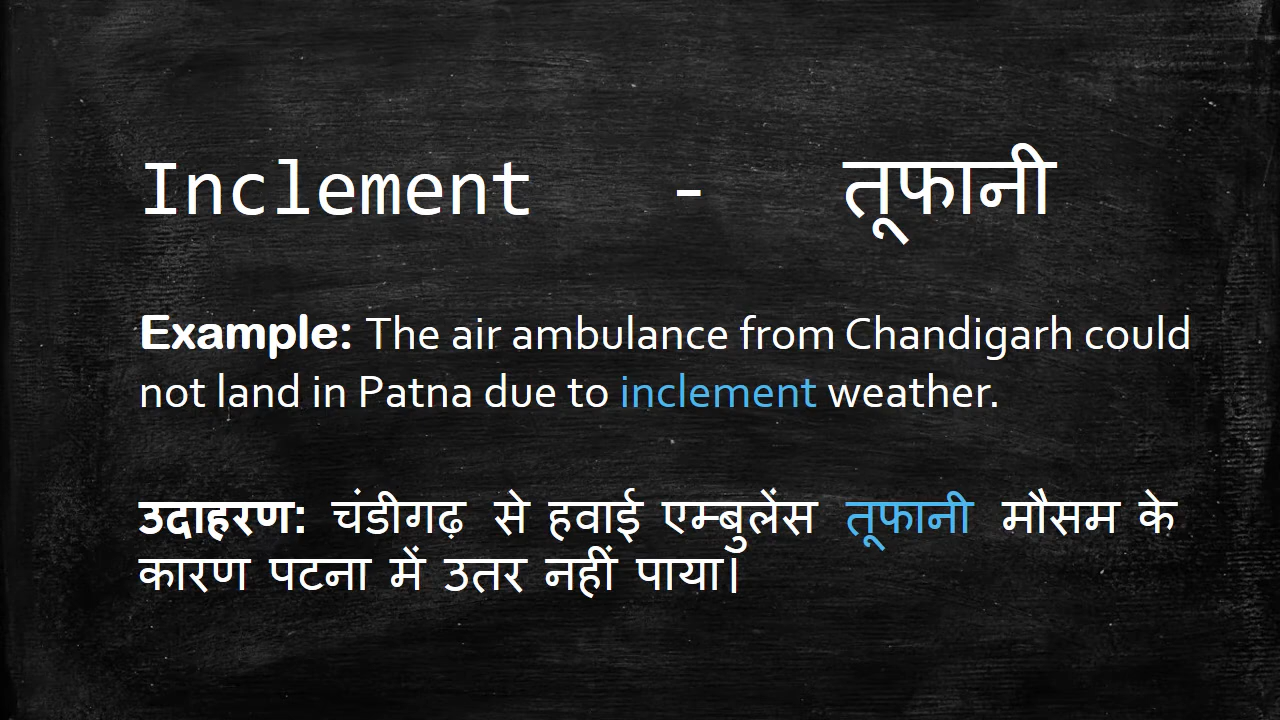 Inclement - तूफानी
Example: The air ambulance from Chandigarh could
not land in Patna due to inclement weather.
उदाहरण: चंडीगढ़ से हवाई एम्बुलेंस तूफानी मौसम के
कारण पटना में उतर नहीं पाया।